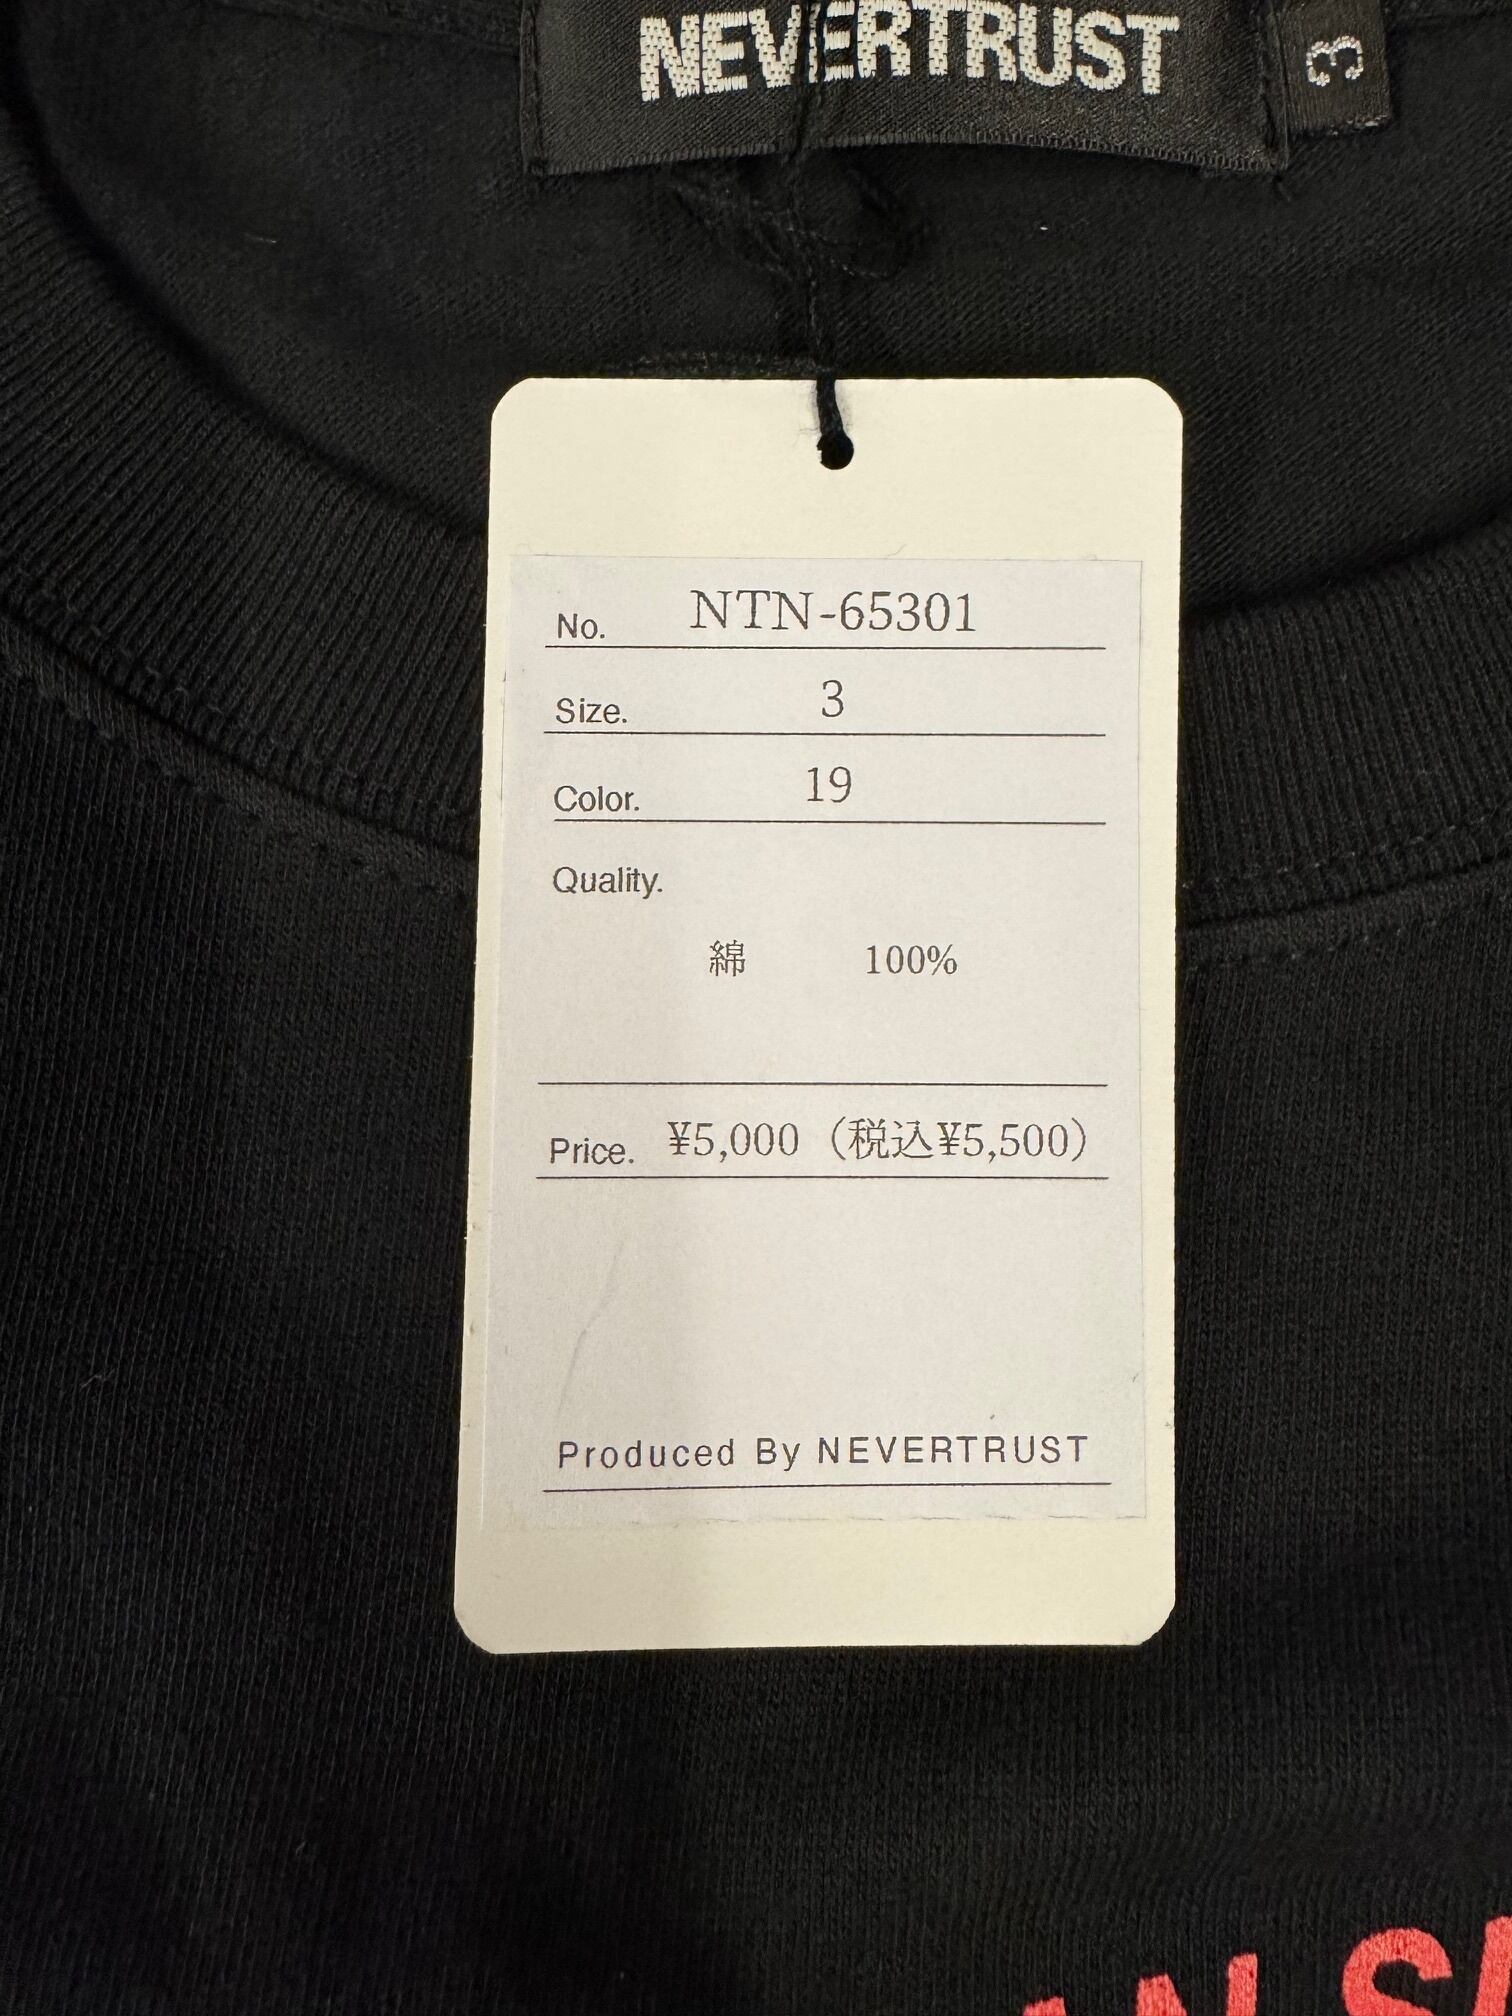 NEVERTRUST
3
No. NTN-65301
Size. 3
Color. 19
Quality.
綿 100%
Price. ¥5,000（税込¥5,500）
Produced By NEVERTRUST